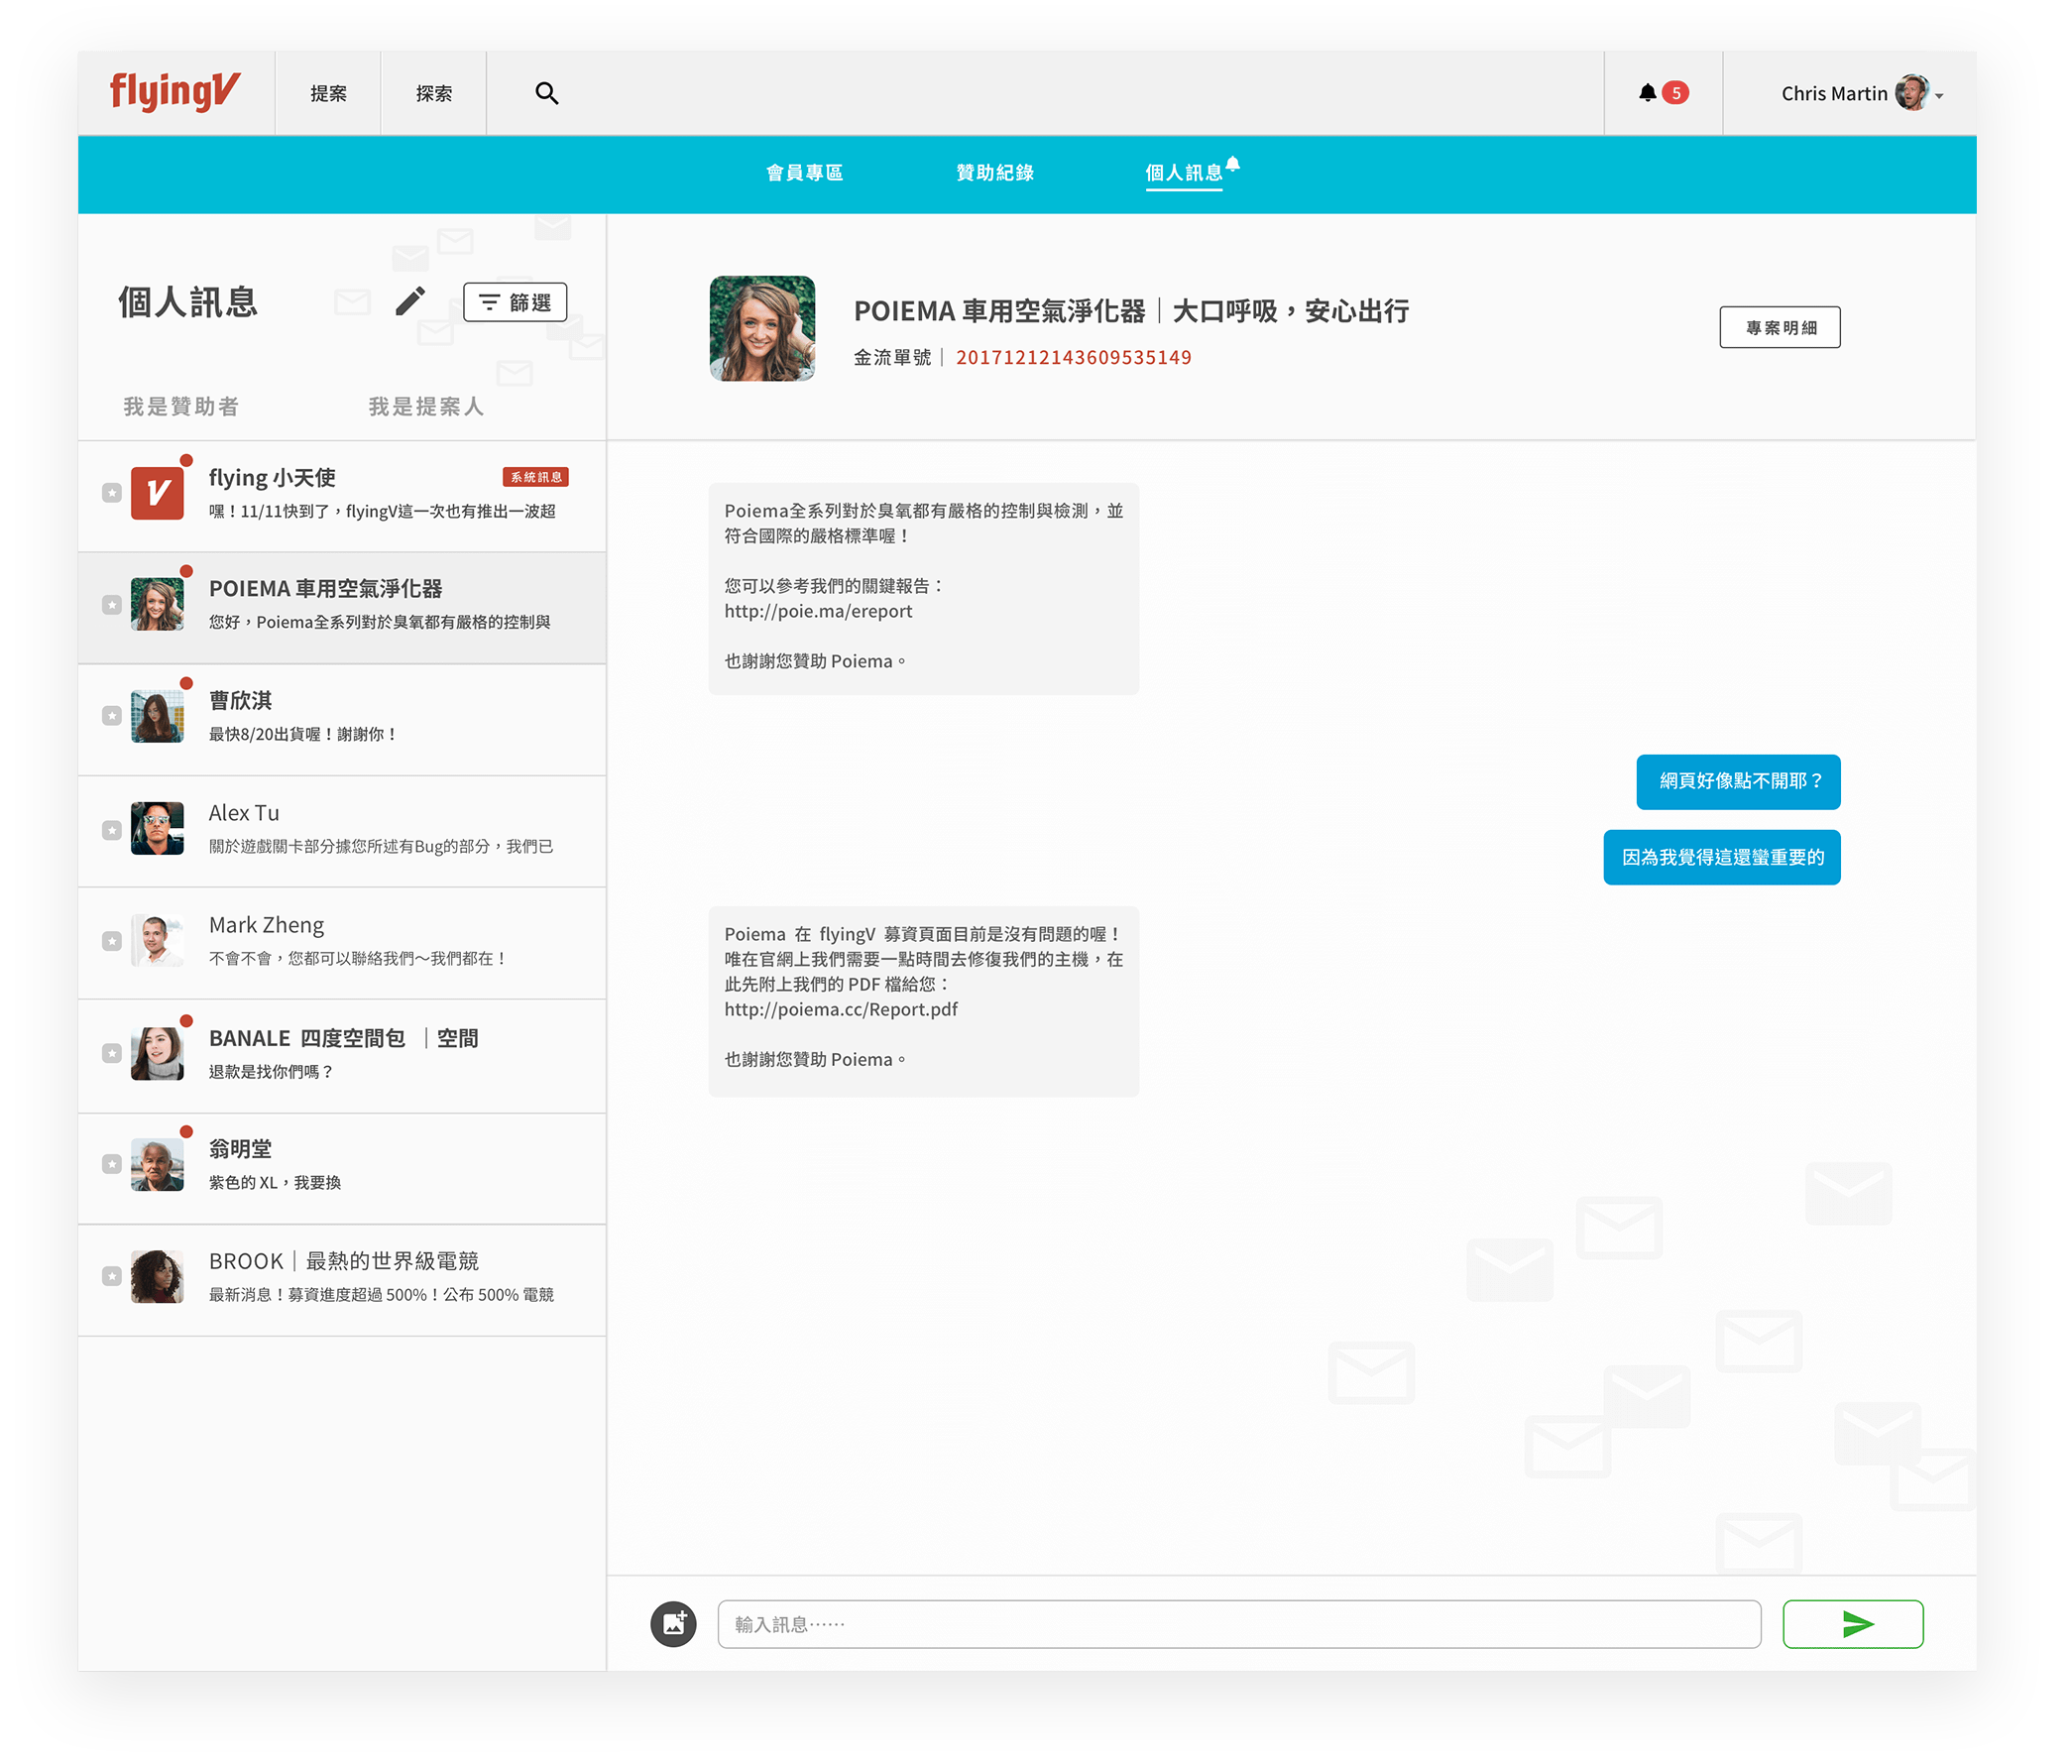 flyingV
提案
探索
5
Chris Martin
會員專區
贊助紀錄
個人訊息
個人訊息
篩選
我是贊助者
我是提案人
flying 小天使
系統訊息
嘿！11/11快到了，flyingV這一次也有推出一波超
POIEMA 車用空氣淨化器
您好，Poiema全系列對於臭氧都有嚴格的控制與
曹欣淇
最快8/20出貨喔！謝謝你！
Alex Tu
關於遊戲關卡部分據您所述有Bug的部分，我們已
Mark Zheng
不會不會，您都可以聯絡我們～我們都在！
BANALE 四度空間包 ｜空間
退款是找你們嗎？
翁明堂
紫色的 XL，我要換
BROOK｜最熱的世界級電競
最新消息！募資進度超過 500%！公布 500% 電競
POIEMA 車用空氣淨化器｜大口呼吸，安心出行
金流單號｜ 20171212143609535149
專案明細
Poiema全系列對於臭氧都有嚴格的控制與檢測，並
符合國際的嚴格標準喔！
您可以參考我們的關鍵報告：
http://poie.ma/ereport
也謝謝您贊助 Poiema。
網頁好像點不開耶？
因為我覺得這還蠻重要的
Poiema 在 flyingV 募資頁面目前是沒有問題的喔！
唯在官網上我們需要一點時間去修復我們的主機，在
此先附上我們的 PDF 檔給您：
http://poiema.cc/Report.pdf
也謝謝您贊助 Poiema。
輸入訊息……